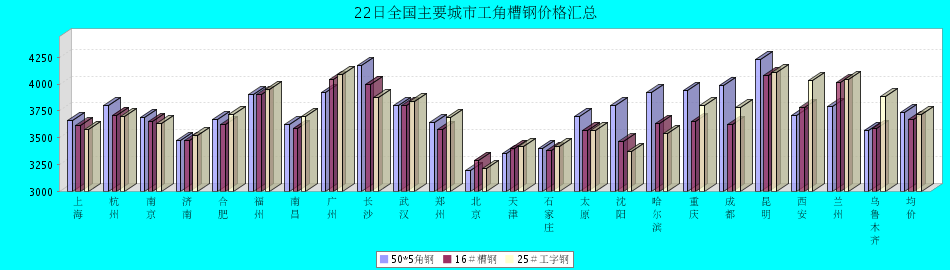 22日全国主要城市工角槽钢价格汇总
4250
4000
3750
3500
3250
3000
上海
杭州
南京
济南
合肥
福州
南昌
广州
长沙
武汉
郑州
北京
天津
石家庄
太原
沈阳
哈尔滨
重庆
成都
昆明
西安
兰州
乌鲁木齐
均价
50*5角钢 16#槽钢 25#工字钢